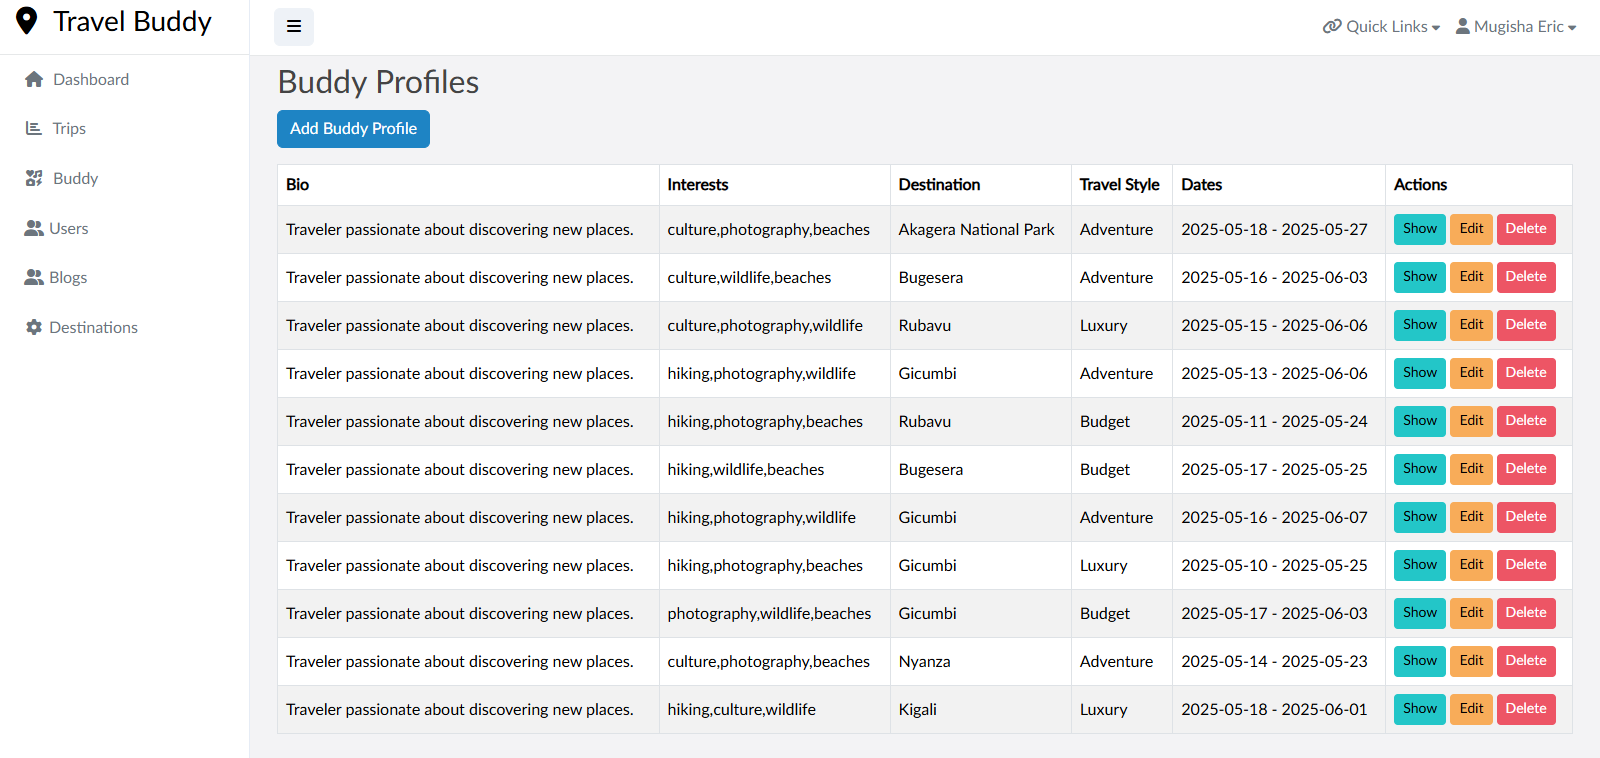 Travel Buddy
Quick Links
Mugisha Eric
Dashboard
Trips
Buddy
Users
Blogs
Destinations
Buddy Profiles
Add Buddy Profile
Bio Interests Destination Travel Style Dates Actions
Traveler passionate about discovering new places. culture,photography,beaches Akagera National Park Adventure 2025-05-18 - 2025-05-27 Show Edit Delete
Traveler passionate about discovering new places. culture,wildlife,beaches Bugesera Adventure 2025-05-16 - 2025-06-03 Show Edit Delete
Traveler passionate about discovering new places. culture,photography,wildlife Rubavu Luxury 2025-05-15 - 2025-06-06 Show Edit Delete
Traveler passionate about discovering new places. hiking,photography,wildlife Gicumbi Adventure 2025-05-13 - 2025-06-06 Show Edit Delete
Traveler passionate about discovering new places. hiking,photography,beaches Rubavu Budget 2025-05-11 - 2025-05-24 Show Edit Delete
Traveler passionate about discovering new places. hiking,wildlife,beaches Bugesera Budget 2025-05-17 - 2025-05-25 Show Edit Delete
Traveler passionate about discovering new places. hiking,photography,wildlife Gicumbi Adventure 2025-05-16 - 2025-06-07 Show Edit Delete
Traveler passionate about discovering new places. hiking,photography,beaches Gicumbi Luxury 2025-05-10 - 2025-05-25 Show Edit Delete
Traveler passionate about discovering new places. photography,wildlife,beaches Gicumbi Budget 2025-05-17 - 2025-06-03 Show Edit Delete
Traveler passionate about discovering new places. culture,photography,beaches Nyanza Adventure 2025-05-14 - 2025-05-23 Show Edit Delete
Traveler passionate about discovering new places. hiking,culture,wildlife Kigali Luxury 2025-05-18 - 2025-06-01 Show Edit Delete